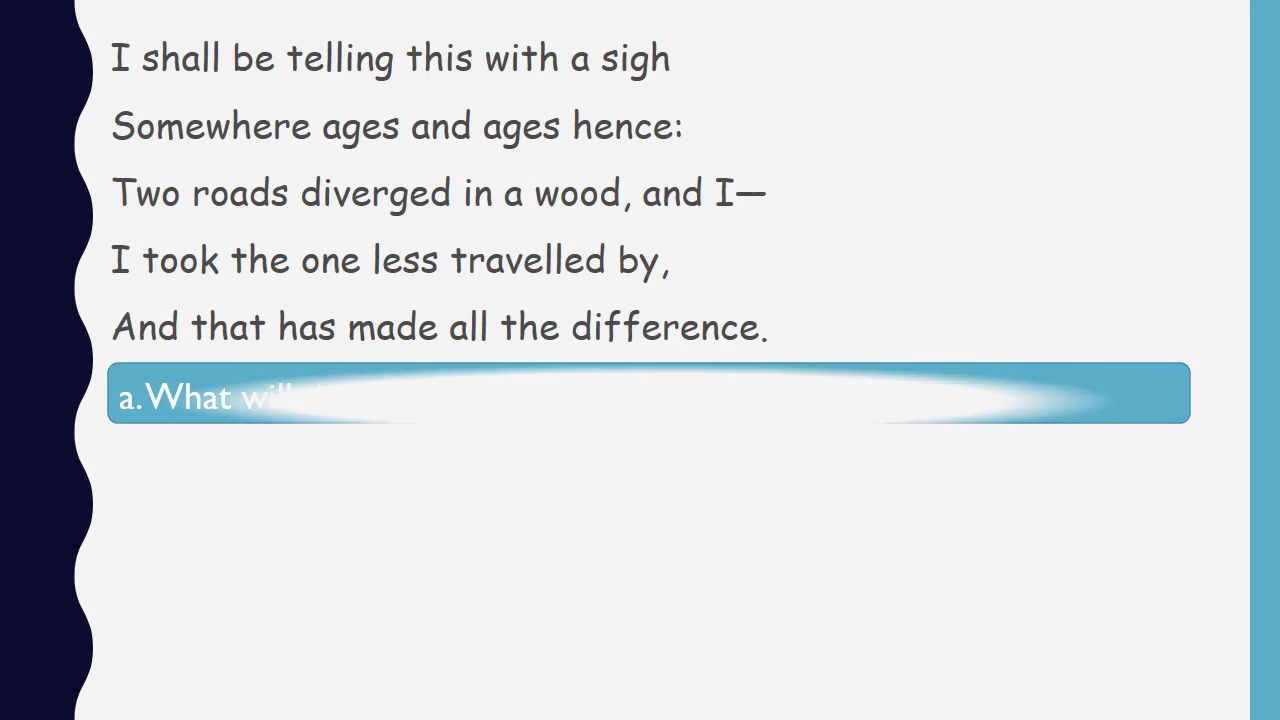 I shall be telling this with a sigh
Somewhere ages and ages hence:
Two roads diverged in a wood, and I—
I took the one less travelled by,
And that has made all the difference.
a. What will